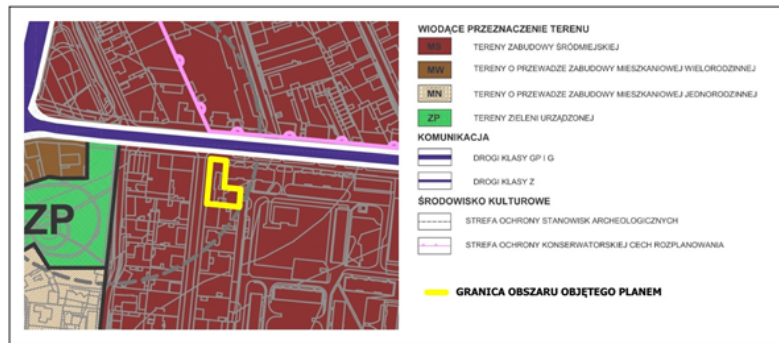 WIODĄCE PRZEZNACZENIE TERENU
MS TERENY ZABUDOWY ŚRÓDMIEJSKIEJ
MW TERENY O PRZEWADZE ZABUDOWY MIESZKANIOWEJ WIELORODZINNEJ
MN TERENY O PRZEWADZE ZABUDOWY MIESZKANIOWEJ JEDNORODZINNEJ
ZP TERENY ZIELENI URZĄDZONEJ
KOMUNIKACJA
DROGI KLASY GP I G
DROGI KLASY Z
ŚRODOWISKO KULTUROWE
STREFA OCHRONY STANOWISK ARCHEOLOGICZNYCH
STREFA OCHRONY KONSERWATORSKIEJ CECH ROZPLANOWANIA
GRANICA OBSZARU OBJĘTEGO PLANEM
ZP